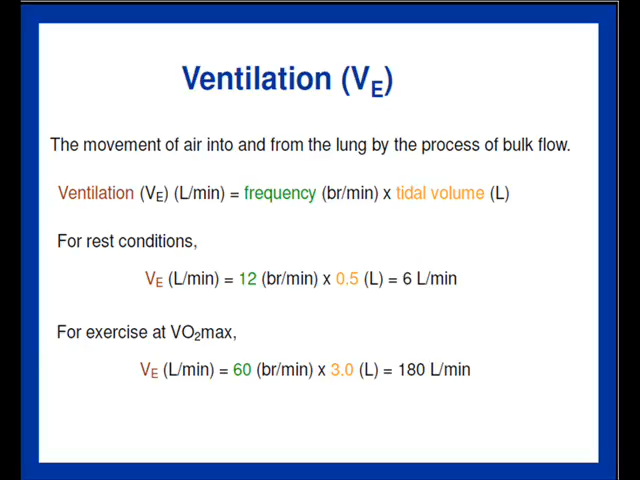 Ventilation (VE)
The movement of air into and from the lung by the process of bulk flow.
Ventilation (VE) (L/min) = frequency (br/min) x tidal volume (L)
For rest conditions,
VE (L/min) = 12 (br/min) x 0.5 (L) = 6 L/min
For exercise at VO2max,
VE (L/min) = 60 (br/min) x 3.0 (L) = 180 L/min